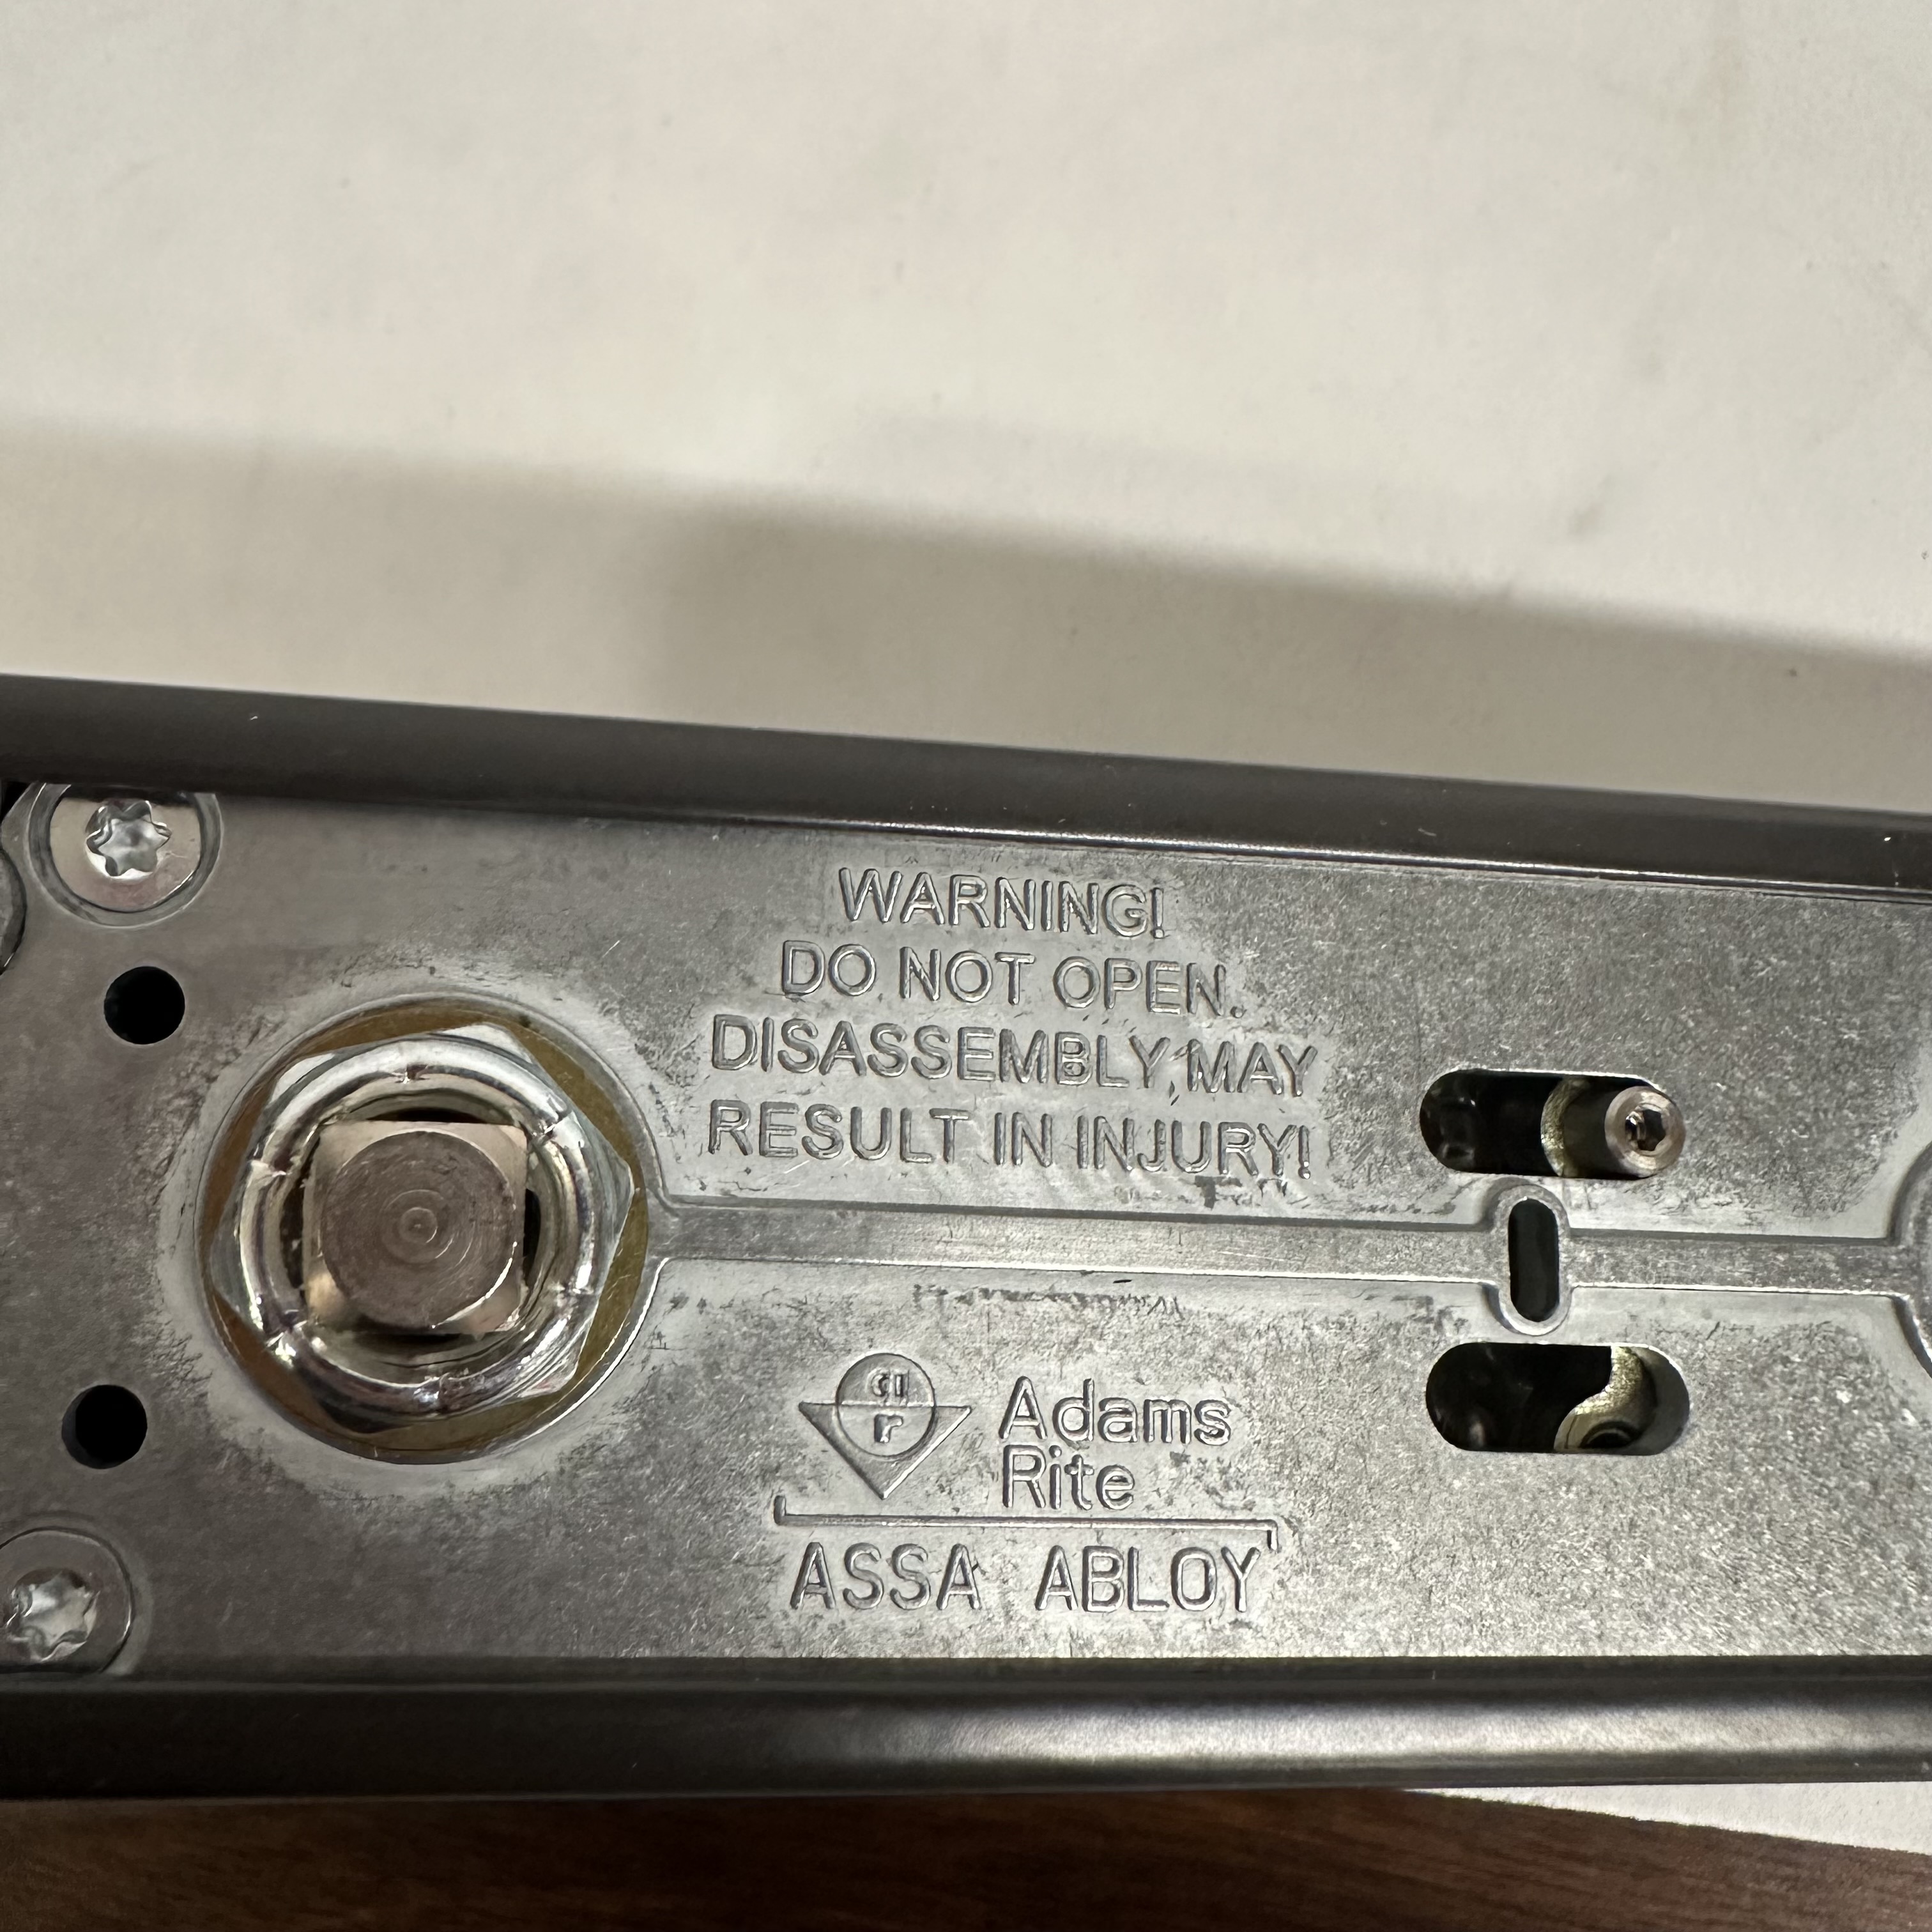 WARNING!
DO NOT OPEN.
DISASSEMBLY MAY
RESULT IN INJURY!
a
r
Adams
Rite
ASSA ABLOY